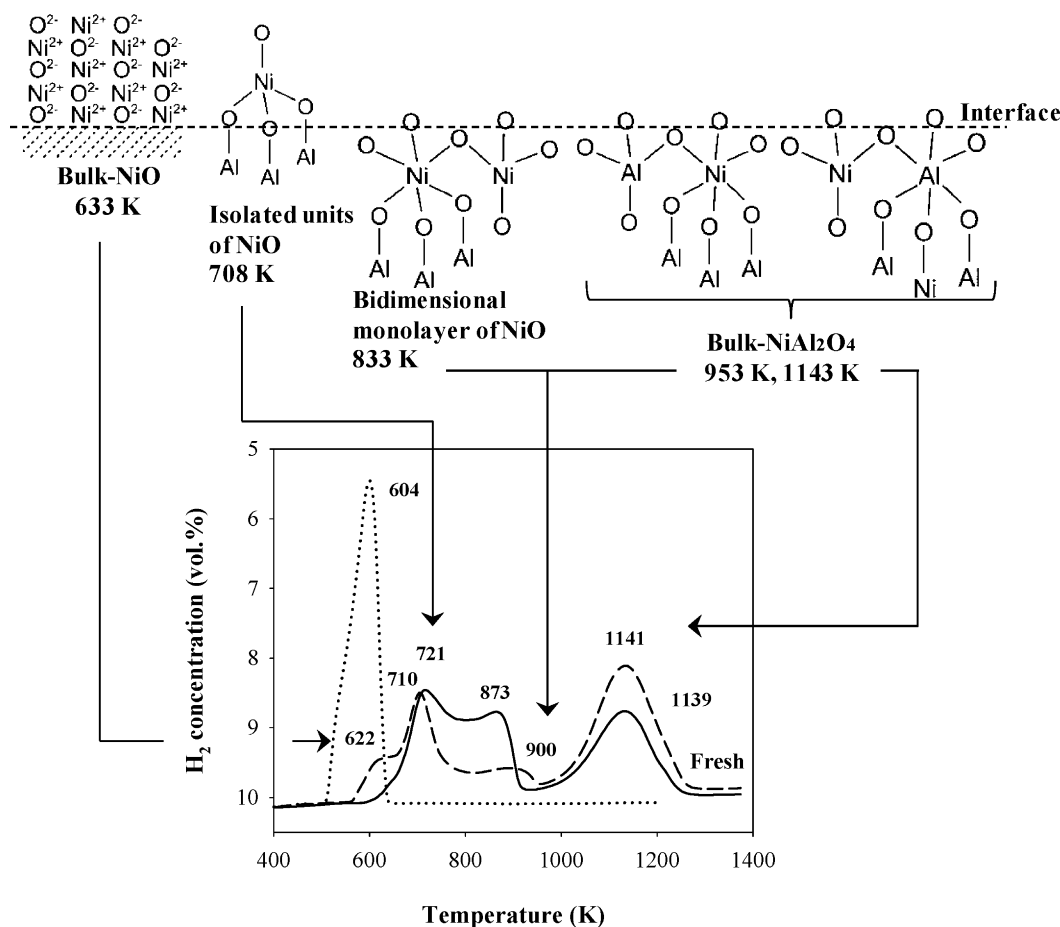 O²⁻ Ni²⁺ O²⁻
Ni²⁺ O²⁻ Ni²⁺ O²⁻
O²⁻ Ni²⁺ O²⁻ Ni²⁺
Ni²⁺ O²⁻ Ni²⁺ O²⁻
O²⁻ Ni²⁺ O²⁻ Ni²⁺
Bulk-NiO
633 K
O
Ni
O O O
Al Al Al
Isolated units
of NiO
708 K
O O O
O Ni Ni O
O O O O
Al Al Al
Bidimensional
monolayer of NiO
833 K
O O O
O Al Ni O
O O O O
Al Al Al
O O O
O Ni Al O
O O O O
Al Ni Al
Interface
Bulk-NiAl₂O₄
953 K, 1143 K
H₂ concentration (vol.%)
5
6
7
8
9
10
604
622
710
721
873
900
1141
1139
Fresh
400 600 800 1000 1200 1400
Temperature (K)